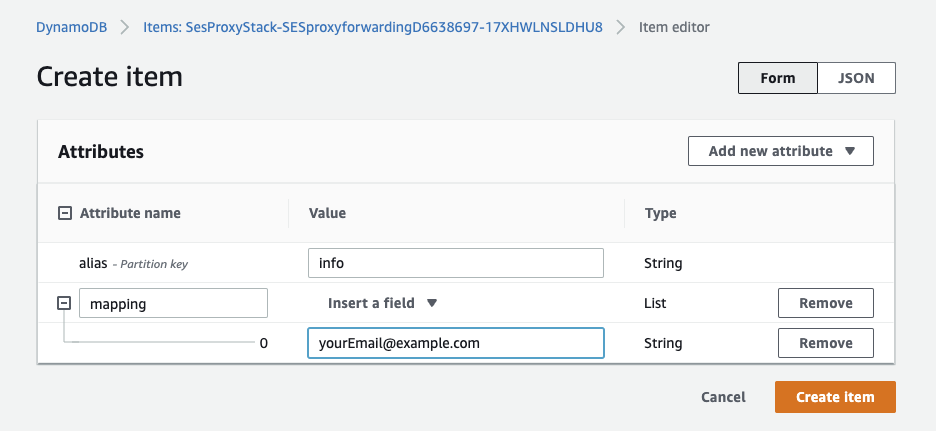 DynamoDB > Items: SesProxyStack-SESproxyforwardingD6638697-17XHWLNSLDHU8 > Item editor
Create item
Form JSON
Attributes
Add new attribute ▼
Attribute name Value Type
alias - Partition key info String
mapping Insert a field ▼ List Remove
0 yourEmail@example.com String Remove
Cancel Create item